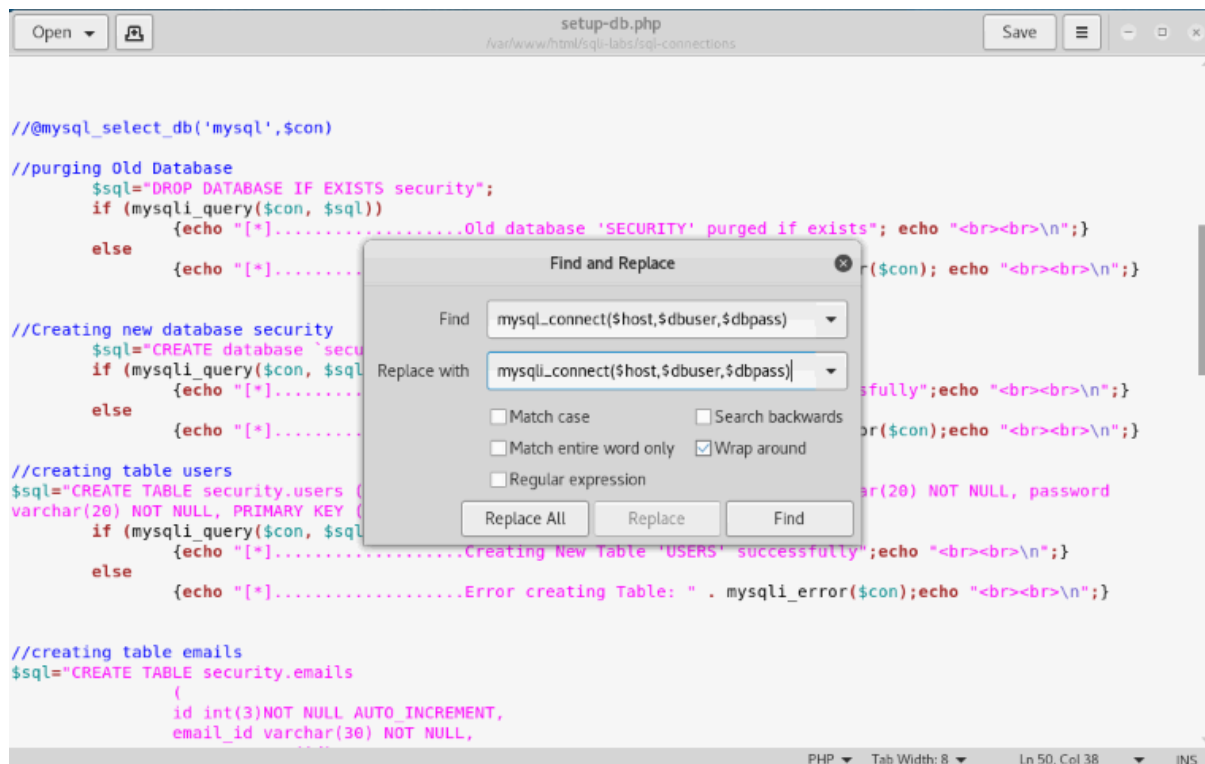 Open
setup-db.php
/var/www/html/sqli-labs/sql-connections
Save
//@mysql_select_db('mysql',$con)
//purging Old Database
$sql="DROP DATABASE IF EXISTS security";
if (mysqli_query($con, $sql))
{echo "[*]...................Old database 'SECURITY' purged if exists"; echo "<br><br>\n";}
else
{echo "[*].........r($con); echo "<br><br>\n";}
//Creating new database security
$sql="CREATE database `secu
if (mysqli_query($con, $sql
{echo "[*].........sfully";echo "<br><br>\n";}
else
{echo "[*].........or($con);echo "<br><br>\n";}
//creating table users
$sql="CREATE TABLE security.users (ar(20) NOT NULL, password
varchar(20) NOT NULL, PRIMARY KEY (
if (mysqli_query($con, $sql
{echo "[*]...................Creating New Table 'USERS' successfully";echo "<br><br>\n";}
else
{echo "[*]...................Error creating Table: " . mysqli_error($con);echo "<br><br>\n";}
//creating table emails
$sql="CREATE TABLE security.emails
(
id int(3)NOT NULL AUTO_INCREMENT,
email_id varchar(30) NOT NULL,
Find and Replace
Find mysql_connect($host,$dbuser,$dbpass)
Replace with mysqli_connect($host,$dbuser,$dbpass)
Match case Search backwards
Match entire word only Wrap around
Regular expression
Replace All Replace Find
PHP Tab Width: 8 Ln 50, Col 38 INS